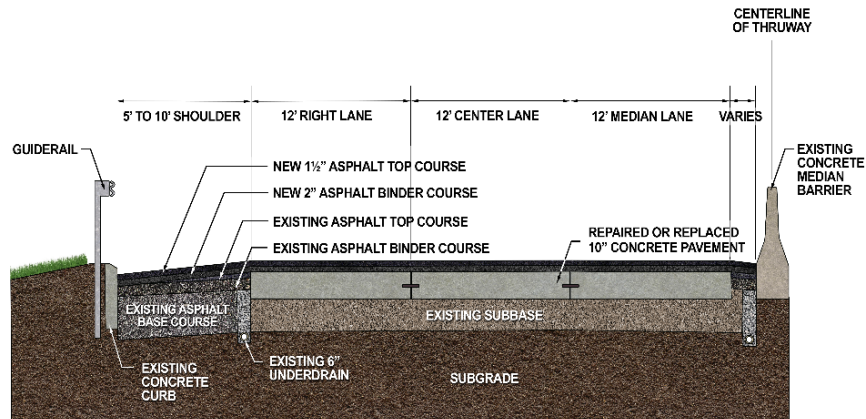 CENTERLINE
OF THRUWAY
5' TO 10' SHOULDER
12' RIGHT LANE
12' CENTER LANE
12' MEDIAN LANE
VARIES
GUIDERAIL
NEW 1½" ASPHALT TOP COURSE
NEW 2" ASPHALT BINDER COURSE
EXISTING ASPHALT TOP COURSE
EXISTING ASPHALT BINDER COURSE
REPAIRED OR REPLACED
10" CONCRETE PAVEMENT
EXISTING
CONCRETE
MEDIAN
BARRIER
EXISTING ASPHALT
BASE COURSE
EXISTING SUBBASE
EXISTING
CONCRETE
CURB
EXISTING 6"
UNDERDRAIN
SUBGRADE